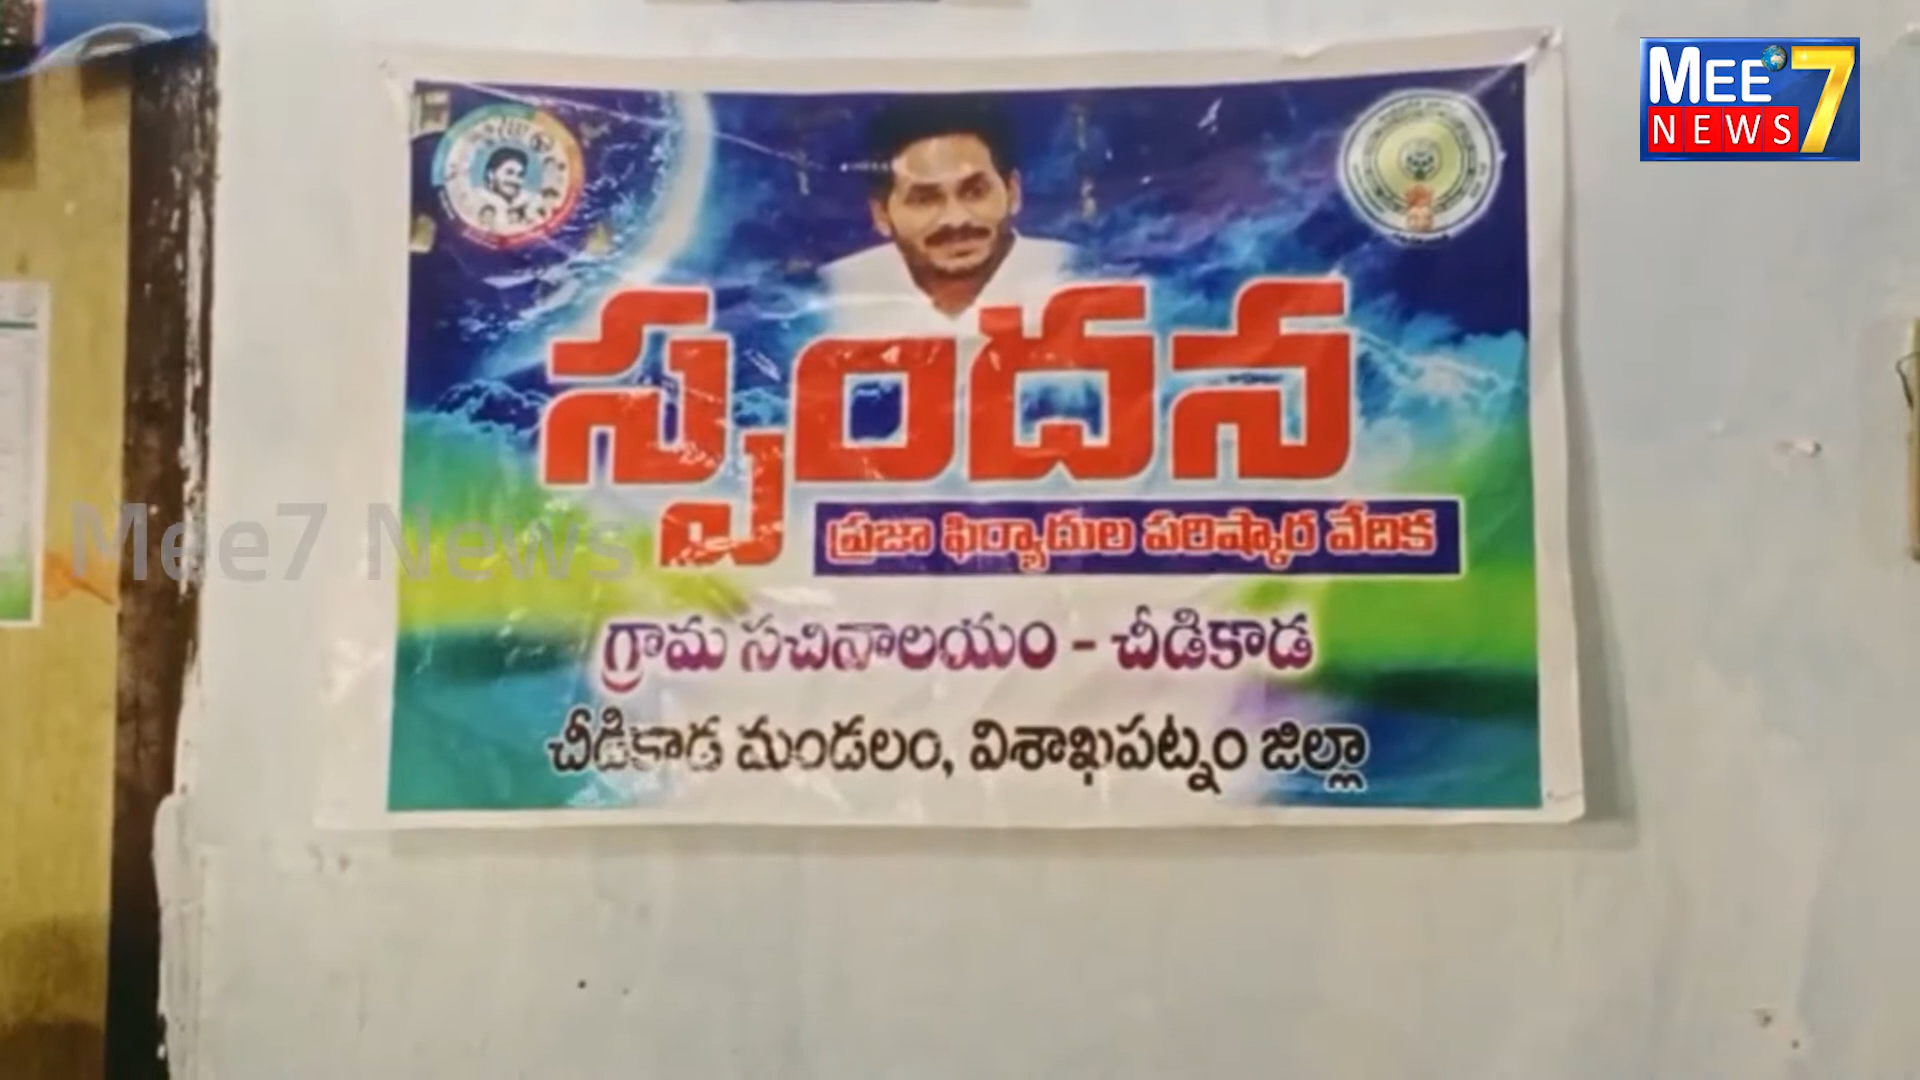 MEE 7
NEWS
స్పందన
ప్రజా ఫిర్యాదుల పరిష్కార వేదిక
గ్రామ సచివాలయం - చీడికాడ
చీడికాడ మండలం, విశాఖపట్నం జిల్లా
Mee7 News